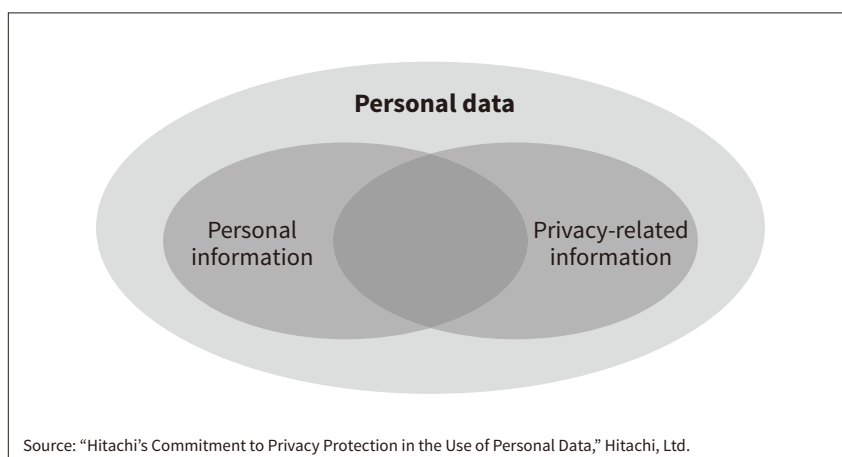 Personal data
Personal
information
Privacy-related
information
Source: “Hitachi’s Commitment to Privacy Protection in the Use of Personal Data,” Hitachi, Ltd.